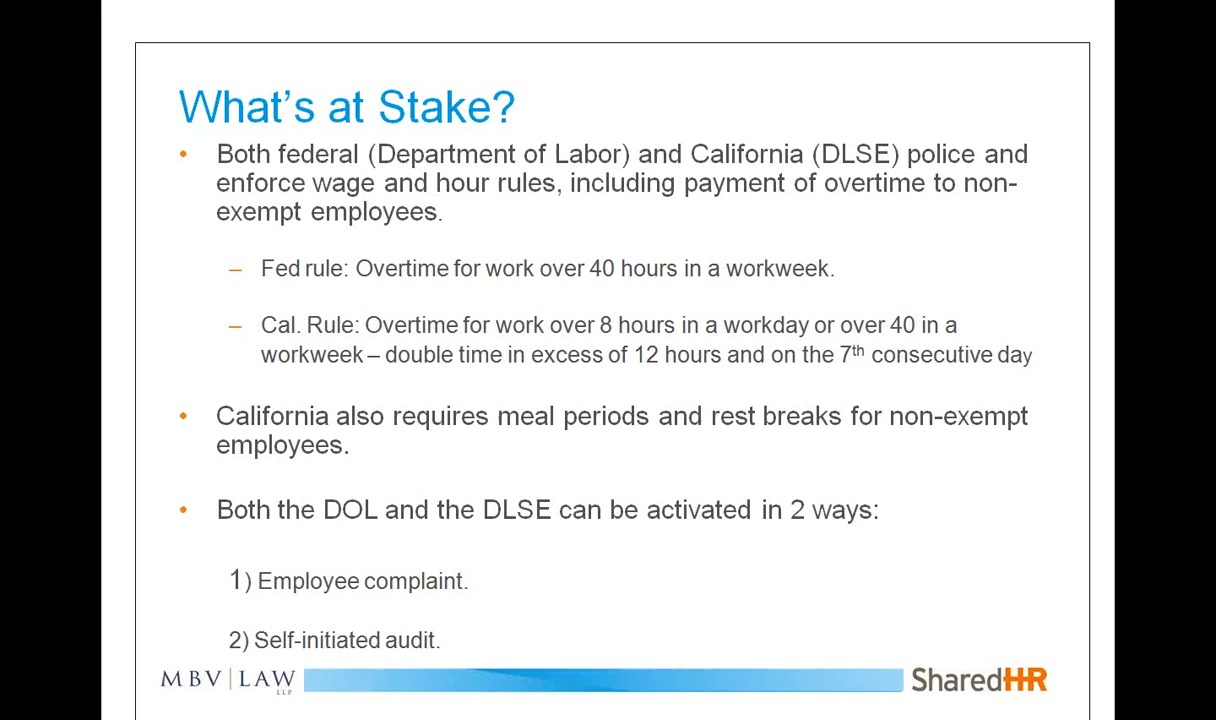 What's at Stake?
• Both federal (Department of Labor) and California (DLSE) police and
enforce wage and hour rules, including payment of overtime to non-
exempt employees.
– Fed rule: Overtime for work over 40 hours in a workweek.
– Cal. Rule: Overtime for work over 8 hours in a workday or over 40 in a
workweek – double time in excess of 12 hours and on the 7th consecutive day
• California also requires meal periods and rest breaks for non-exempt
employees.
• Both the DOL and the DLSE can be activated in 2 ways:
1) Employee complaint.
2) Self-initiated audit.
MBV | LAW LLP SharedHR